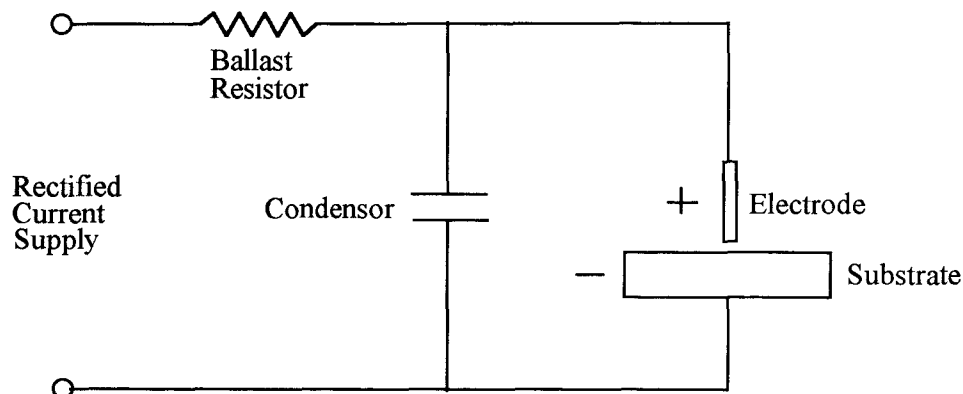 Ballast
Resistor
Rectified
Current
Supply
Condensor
+
Electrode
−
Substrate